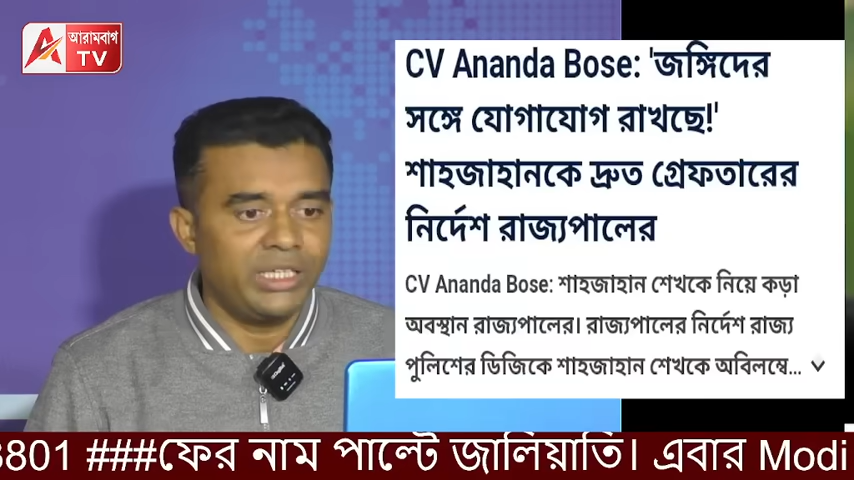 আরামবাগ
TV
CV Ananda Bose: 'জঙ্গিদের
সঙ্গে যোগাযোগ রাখছে!'
শাহজাহানকে দ্রুত গ্রেফতারের
নির্দেশ রাজ্যপালের
CV Ananda Bose: শাহজাহান শেখকে নিয়ে কড়া
অবস্থান রাজ্যপালের। রাজ্যপালের নির্দেশ রাজ্য
পুলিশের ডিজিকে শাহজাহান শেখকে অবিলম্বে...
3801 ###ফের নাম পাল্টে জালিয়াতি। এবার Modi